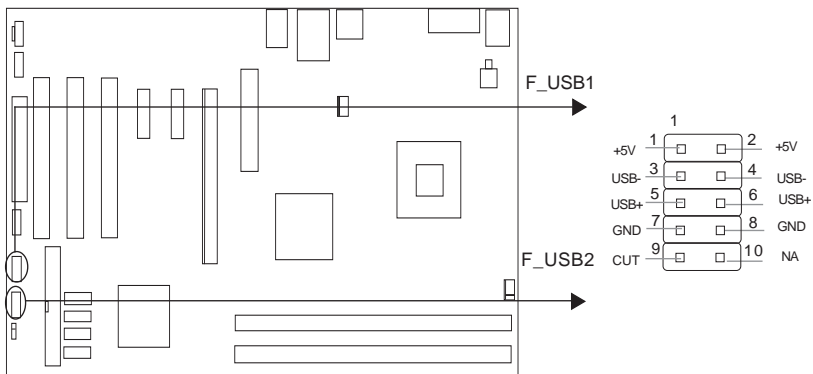 F_USB1
1
+5V 1 2 +5V
USB- 3 4 USB-
USB+ 5 6 USB+
GND 7 8 GND
F_USB2
CUT 9 10 NA